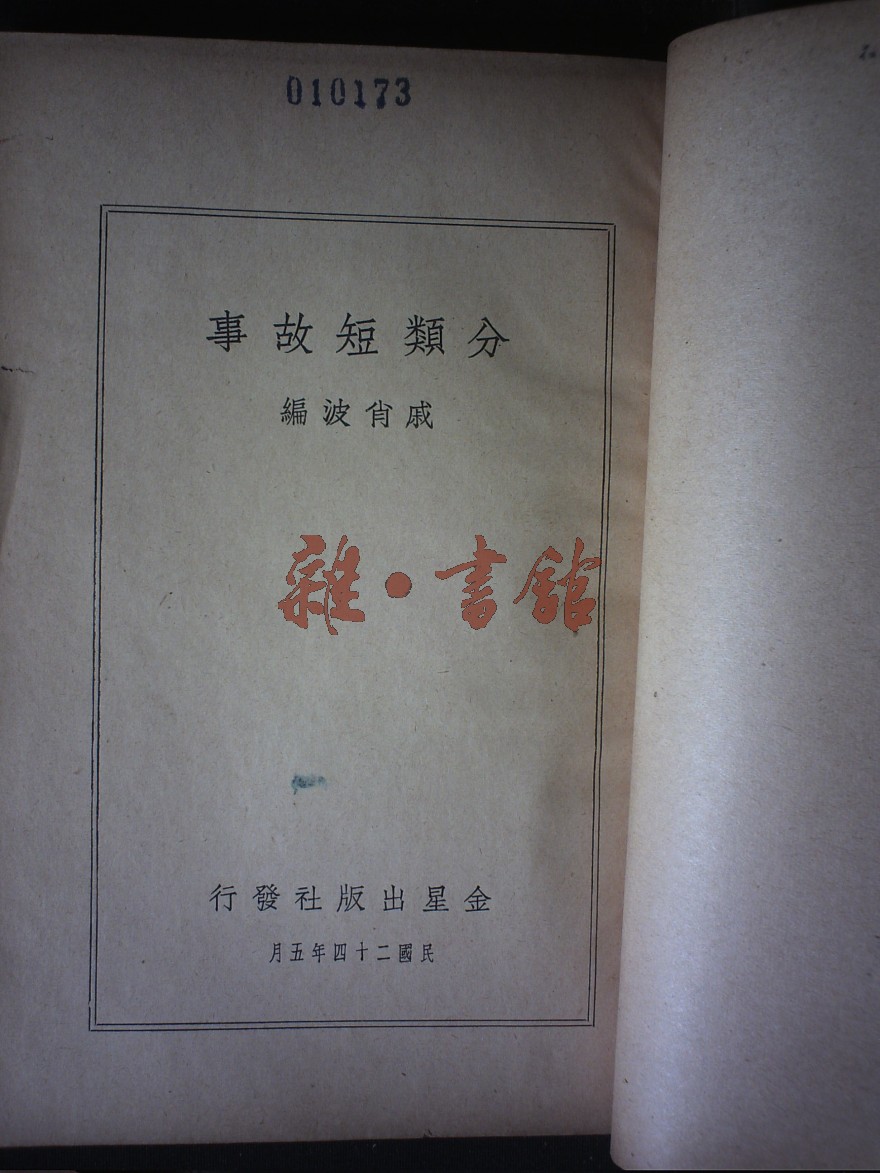 010173
分類短故事
戚肖波編
雜·書館
金星出版社發行
民國二十四年五月